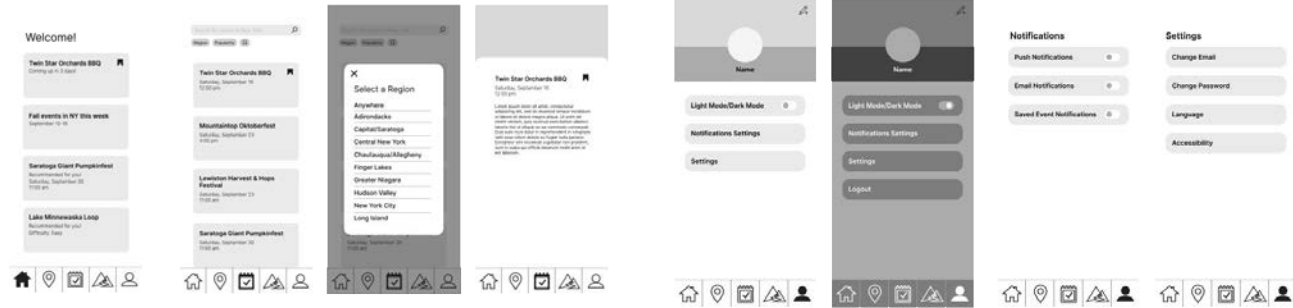 Welcome!
Twin Star Orchards BBQ
Coming up in 3 days!
Fall events in NY this week
September 12-18
Saratoga Giant Pumpkinfest
Recommended for you!
Saturday, September 30
11:00 am
Lake Minnewaska Loop
Recommended for you!
Difficulty: Easy
Region
Popularity
Twin Star Orchards BBQ
Saturday, September 16
12:00 pm
Mountaintop Oktoberfest
Saturday, September 23
Lewiston Harvest & Hops
Festival
Saturday, September 23
11:00 am
Saratoga Giant Pumpkinfest
Saturday, September 30
11:00 am
Select a Region
Anywhere
Adirondacks
Capital/Saratoga
Central New York
Chautauqua/Allegheny
Finger Lakes
Greater Niagara
Hudson Valley
New York City
Long Island
Twin Star Orchards BBQ
Saturday, September 16
12:00 pm
Name
Light Mode/Dark Mode
Notifications Settings
Settings
Name
Light Mode/Dark Mode
Notifications Settings
Settings
Logout
Notifications
Push Notifications
Email Notifications
Saved Event Notifications
Settings
Change Email
Change Password
Language
Accessibility